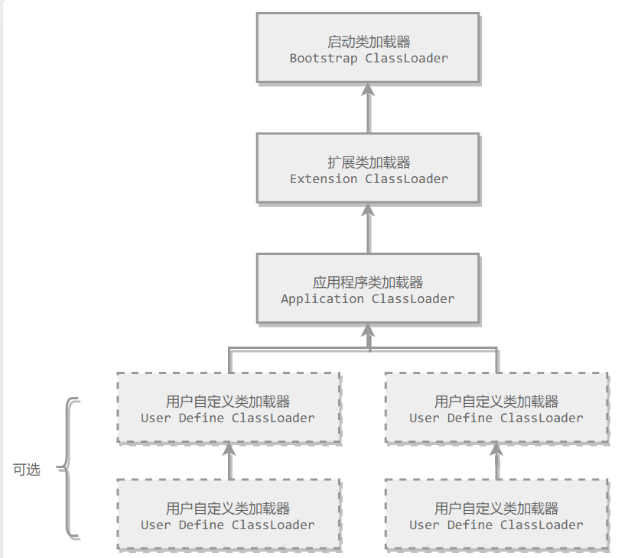 启动类加载器
Bootstrap ClassLoader
扩展类加载器
Extension ClassLoader
应用程序类加载器
Application ClassLoader
用户自定义类加载器
User Define ClassLoader
用户自定义类加载器
User Define ClassLoader
可选
用户自定义类加载器
User Define ClassLoader
用户自定义类加载器
User Define ClassLoader